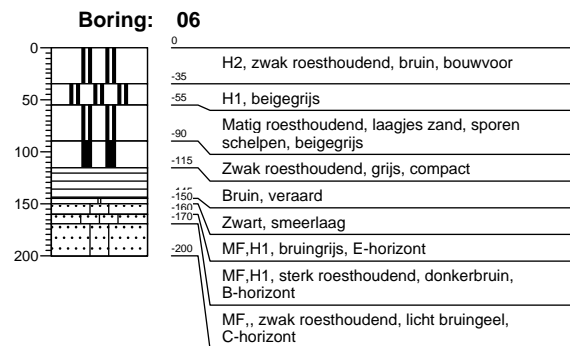 Boring: 06
0
50
100
150
200
0
-35
-55
-90
-115
-150
-160
-170
-200
H2, zwak roesthoudend, bruin, bouwvoor
H1, beigegrijs
Matig roesthoudend, laagjes zand, sporen
schelpen, beigegrijs
Zwak roesthoudend, grijs, compact
Bruin, veraard
Zwart, smeerlaag
MF,H1, bruingrijs, E-horizont
MF,H1, sterk roesthoudend, donkerbruin,
B-horizont
MF,, zwak roesthoudend, licht bruingeel,
C-horizont